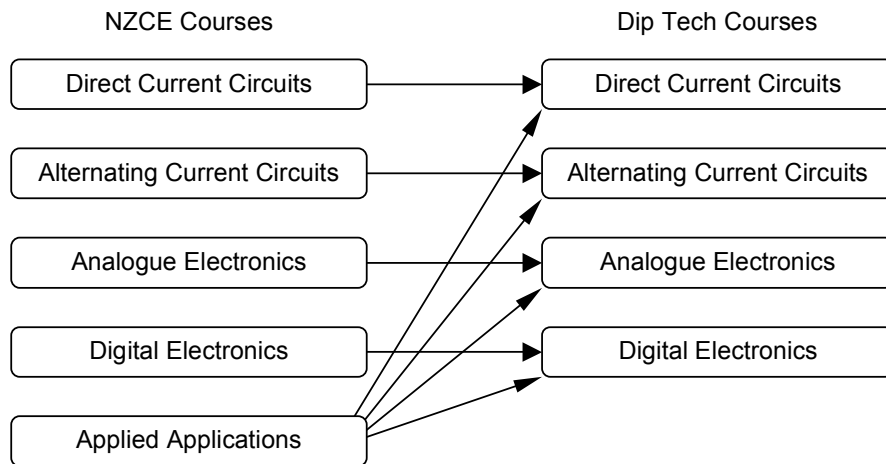 NZCE Courses
Dip Tech Courses
Direct Current Circuits
Direct Current Circuits
Alternating Current Circuits
Alternating Current Circuits
Analogue Electronics
Analogue Electronics
Digital Electronics
Digital Electronics
Applied Applications